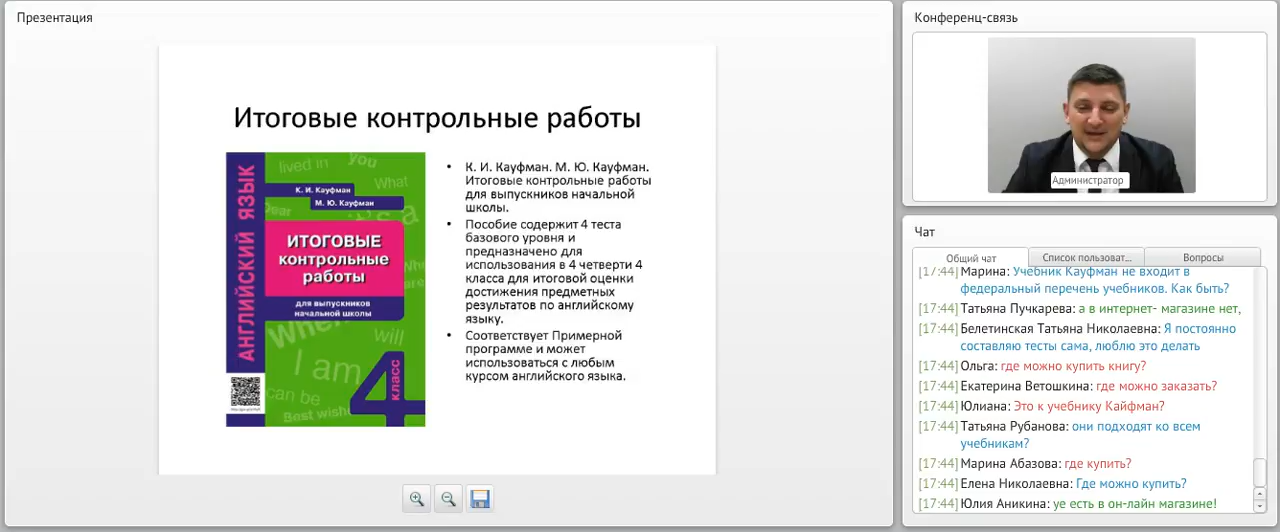 Презентация
Итоговые контрольные работы
lived in
you
What
Dear
АНГЛИЙСКИЙ ЯЗЫК
К. И. Кауфман
М. Ю. Кауфман
ИТОГОВЫЕ
контрольные
работы
для выпускников
начальной школы
will
I am
can be
Best wishe
4
класс
• К. И. Кауфман. М. Ю. Кауфман.
Итоговые контрольные работы
для выпускников начальной
школы.
• Пособие содержит 4 теста
базового уровня и
предназначено для
использования в 4 четверти 4
класса для итоговой оценки
достижения предметных
результатов по английскому
языку.
• Соответствует Примерной
программе и может
использоваться с любым
курсом английского языка.
Конференц-связь
Администратор
Чат
Общий чат
Список пользоват...
Вопросы
[17:44] Марина: Учебник Кауфман не входит в
федеральный перечень учебников. Как быть?
[17:44] Татьяна Пучкарева: а в интернет- магазине нет,
[17:44] Белетинская Татьяна Николаевна: Я постоянно
составляю тесты сама, люблю это делать
[17:44] Ольга: где можно купить книгу?
[17:44] Екатерина Ветошкина: где можно заказать?
[17:44] Юлиана: Это к учебнику Кайфман?
[17:44] Татьяна Рубанова: они подходят ко всем
учебникам?
[17:44] Марина Абазова: где купить?
[17:44] Елена Николаевна: Где можно купить?
[17:44] Юлия Аникина: уе есть в он-лайн магазине!